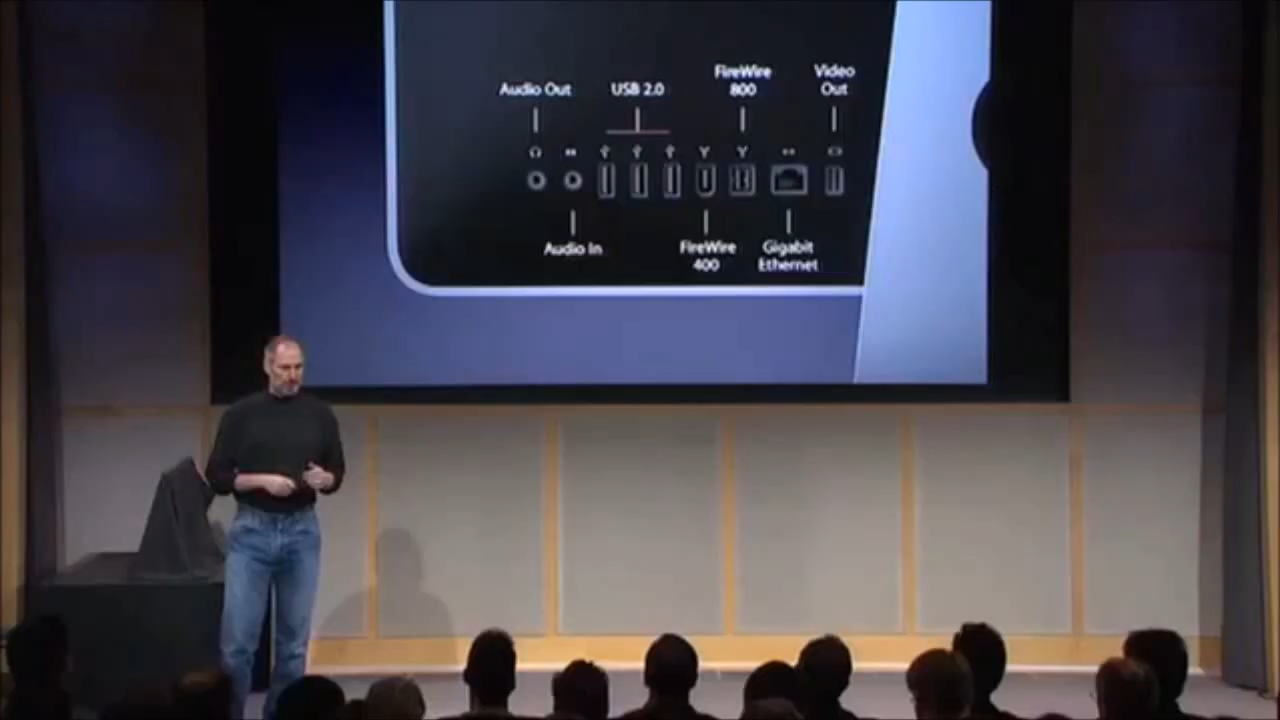 Audio Out
USB 2.0
FireWire
800
Video
Out
Audio In
FireWire
400
Gigabit
Ethernet